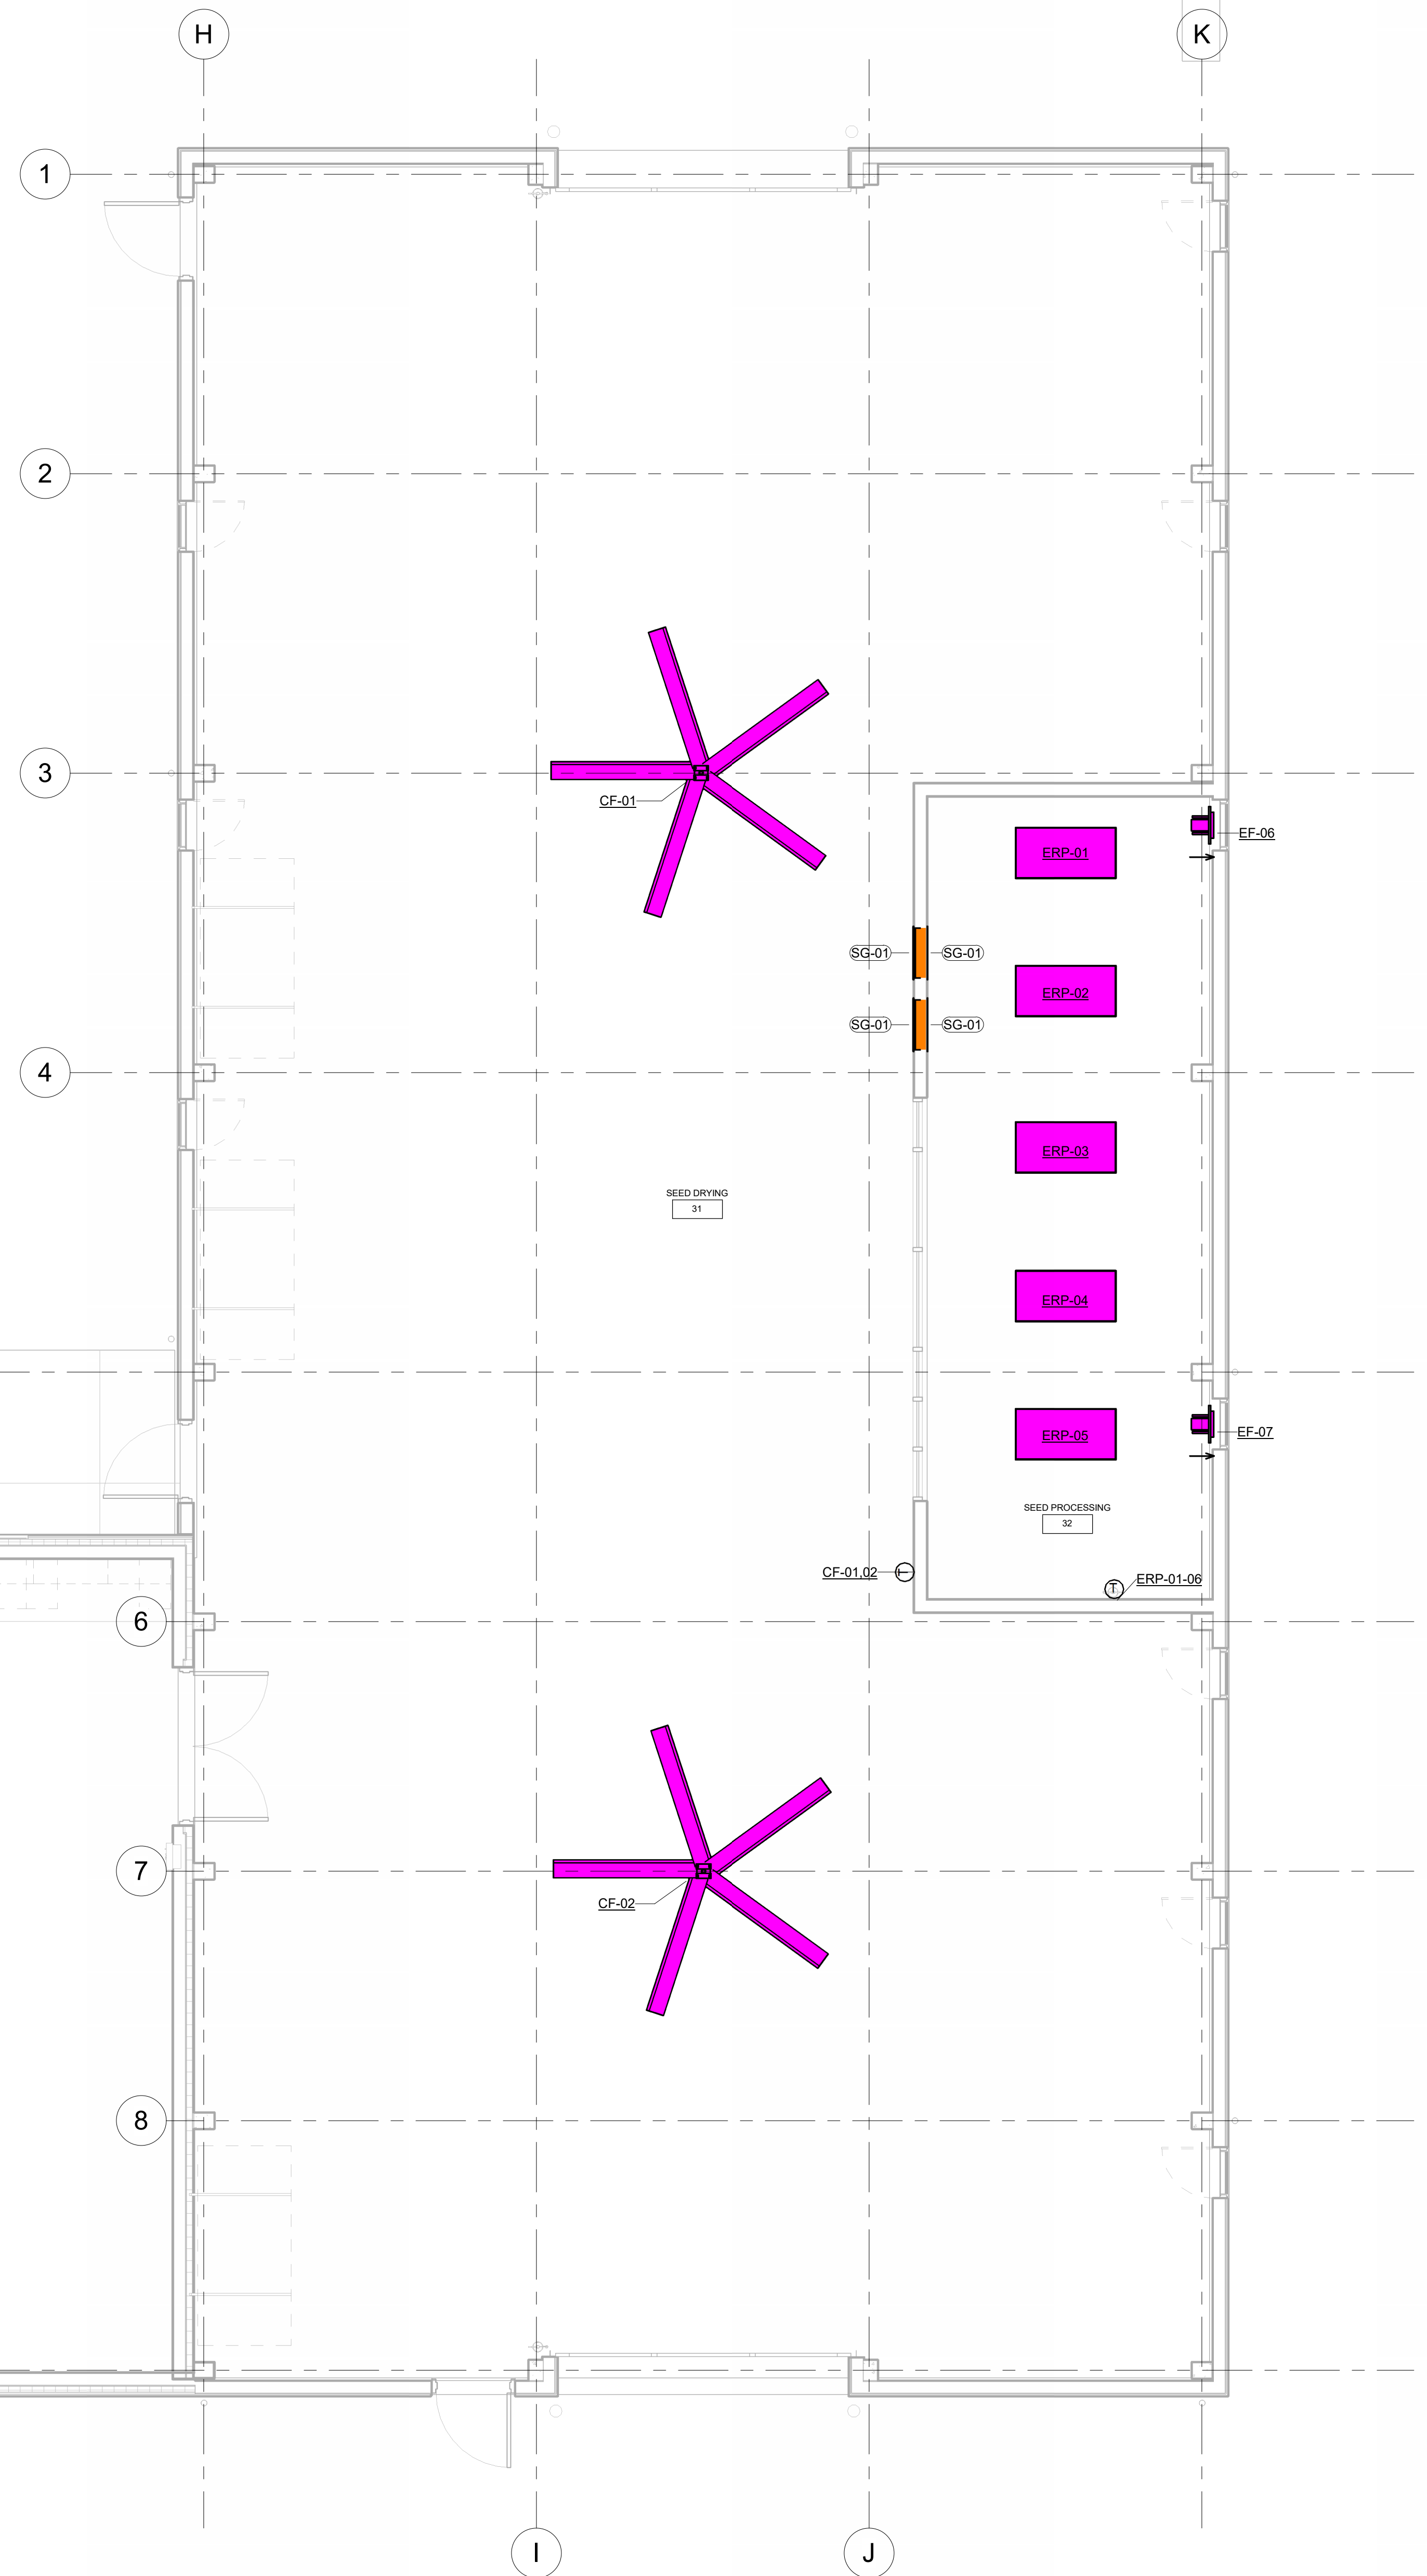 H
K
1
2
3
CF-01
EF-06
ERP-01
SG-01
SG-01
ERP-02
SG-01
SG-01
4
ERP-03
SEED DRYING
31
ERP-04
EF-07
ERP-05
SEED PROCESSING
32
CF-01,02
T
T
ERP-01-06
6
7
CF-02
8
I
J